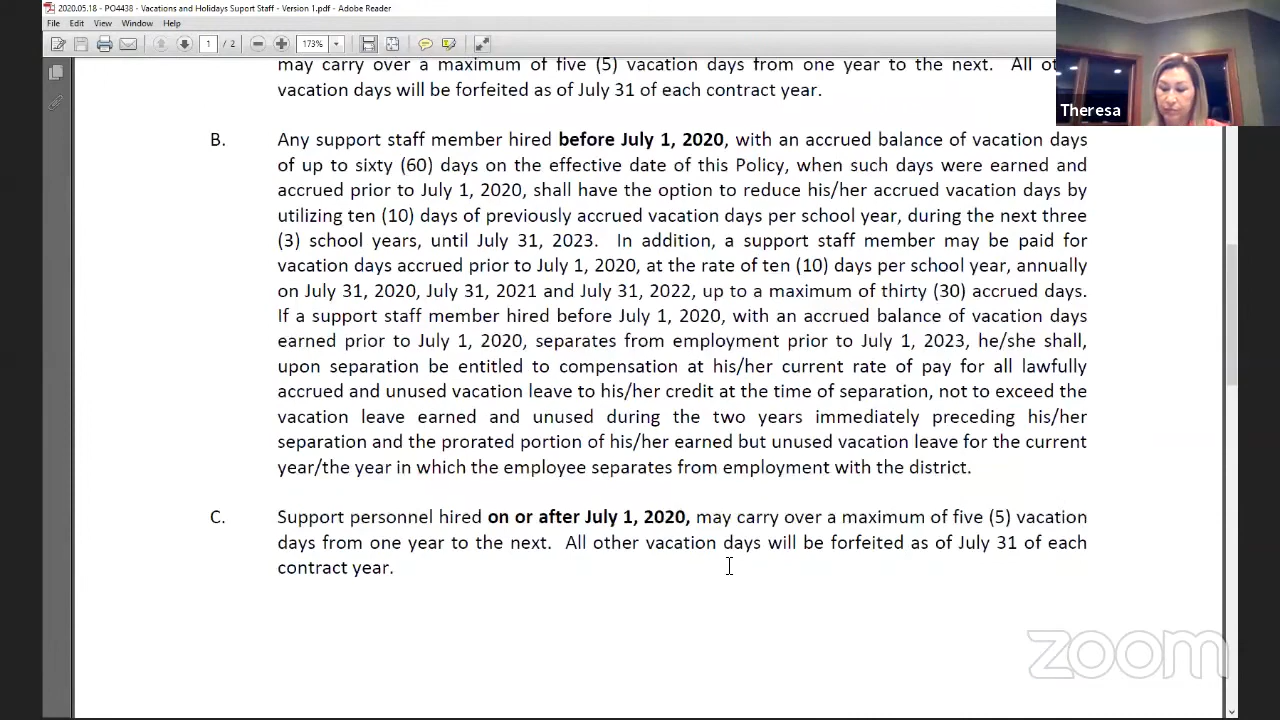 2020.05.18 - PO4438 - Vacations and Holidays Suport Staff - Version 1.pdf - Adobe Reader
File Edit View Window Help
1 / 2 173%
Theresa
may carry over a maximum of five (5) vacation days from one year to the next. All
vacation days will be forfeited as of July 31 of each contract year.
B. Any support staff member hired before July 1, 2020, with an accrued balance of vacation days
of up to sixty (60) days on the effective date of this Policy, when such days were earned and
accrued prior to July 1, 2020, shall have the option to reduce his/her accrued vacation days by
utilizing ten (10) days of previously accrued vacation days per school year, during the next three
(3) school years, until July 31, 2023. In addition, a support staff member may be paid for
vacation days accrued prior to July 1, 2020, at the rate of ten (10) days per school year, annually
on July 31, 2020, July 31, 2021 and July 31, 2022, up to a maximum of thirty (30) accrued days.
If a support staff member hired before July 1, 2020, with an accrued balance of vacation days
earned prior to July 1, 2020, separates from employment prior to July 1, 2023, he/she shall,
upon separation be entitled to compensation at his/her current rate of pay for all lawfully
accrued and unused vacation leave to his/her credit at the time of separation, not to exceed the
vacation leave earned and unused during the two years immediately preceding his/her
separation and the prorated portion of his/her earned but unused vacation leave for the current
year/the year in which the employee separates from employment with the district.
C. Support personnel hired on or after July 1, 2020, may carry over a maximum of five (5) vacation
days from one year to the next. All other vacation days will be forfeited as of July 31 of each
contract year.
zoom